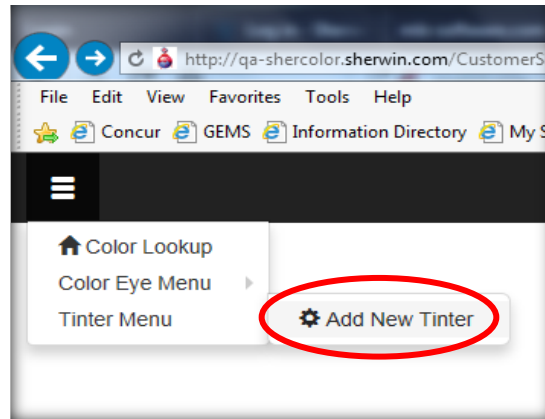 http://qa-shercolor.sherwin.com/CustomerS
File Edit View Favorites Tools Help
Concur GEMS Information Directory My S
Color Lookup
Color Eye Menu
Tinter Menu Add New Tinter